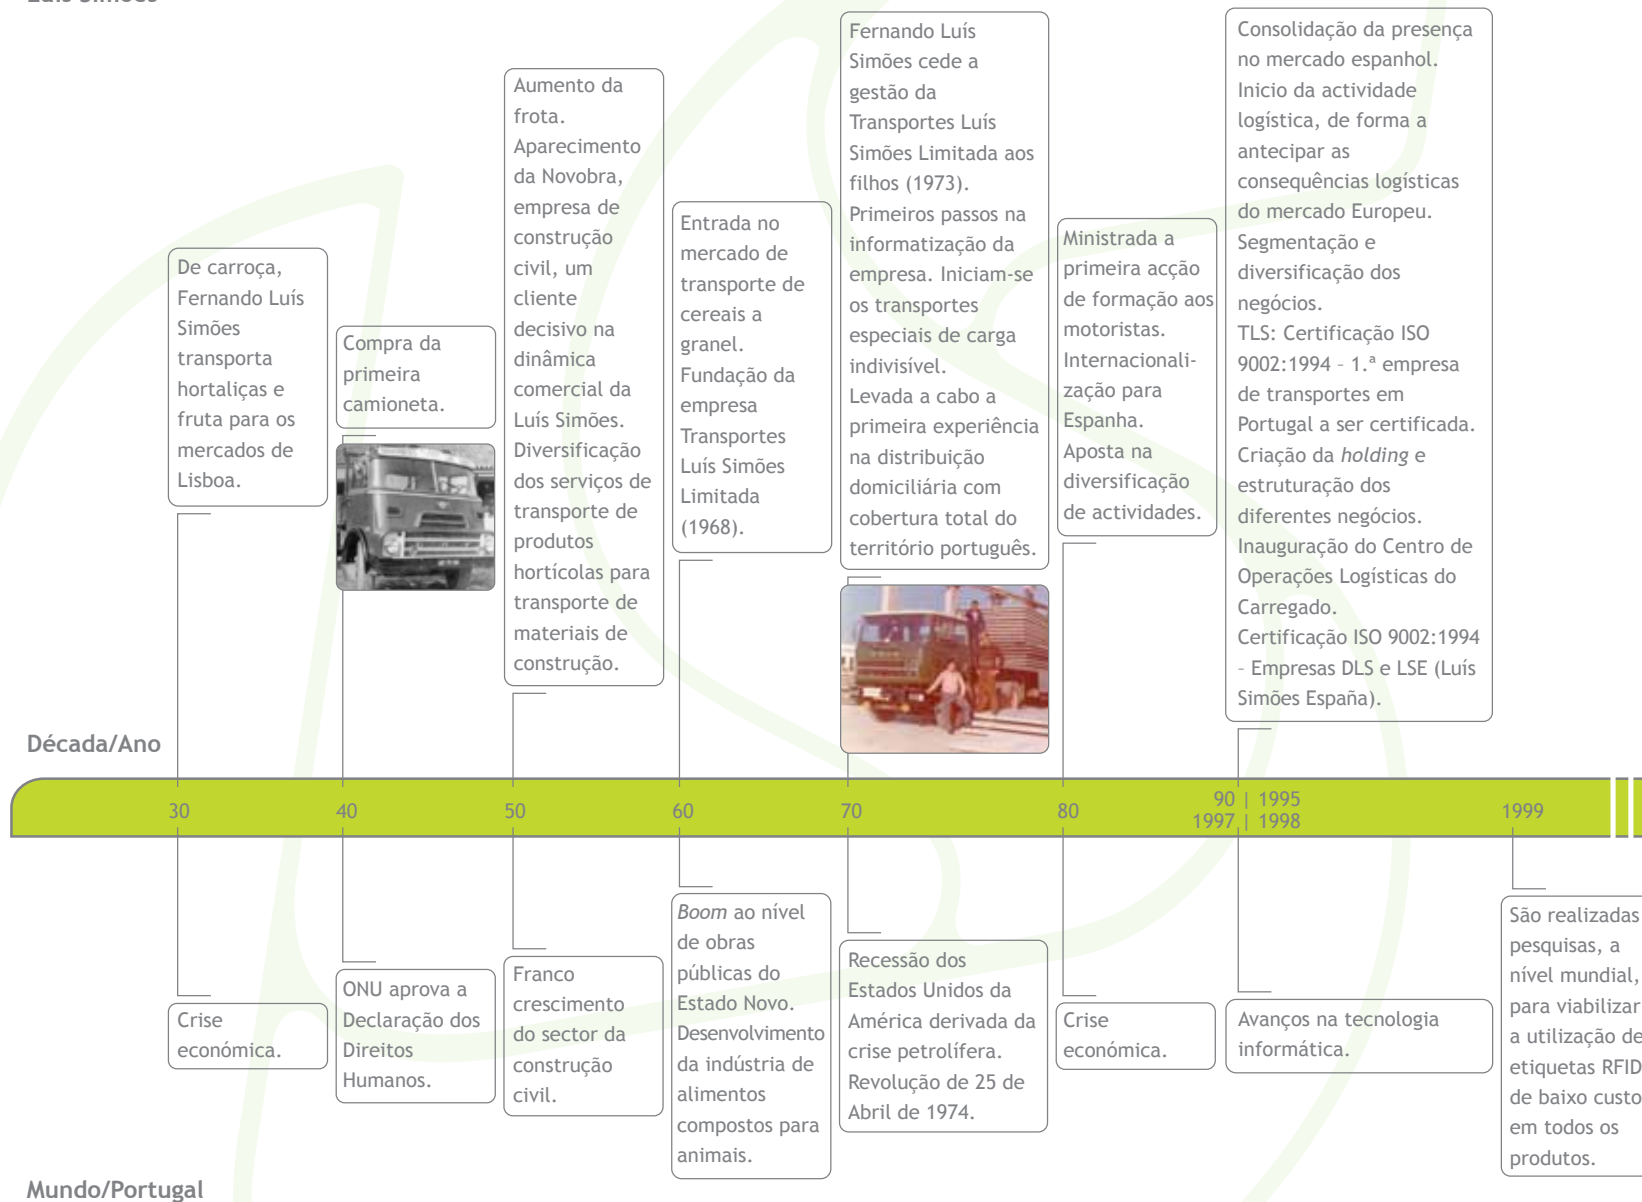 Luís Simões
De carroça,
Fernando Luís
Simões
transporta
hortaliças e
fruta para os
mercados de
Lisboa.
Compra da
primeira
camioneta.
Aumento da
frota.
Aparecimento
da Novobra,
empresa de
construção
civil, um
cliente
decisivo na
dinâmica
comercial da
Luís Simões.
Diversificação
dos serviços de
transporte de
produtos
hortícolas para
transporte de
materiais de
construção.
Entrada no
mercado de
transporte de
cereais a
granel.
Fundação da
empresa
Transportes
Luís Simões
Limitada
(1968).
Fernando Luís
Simões cede a
gestão da
Transportes Luís
Simões Limitada aos
filhos (1973).
Primeiros passos na
informatização da
empresa. Iniciam-se
os transportes
especiais de carga
indivisível.
Levada a cabo a
primeira experiência
na distribuição
domiciliária com
cobertura total do
território português.
Ministrada a
primeira acção
de formação aos
motoristas.
Internacionali-
zação para
Espanha.
Aposta na
diversificação
de actividades.
Consolidação da presença
no mercado espanhol.
Inicio da actividade
logística, de forma a
antecipar as
consequências logísticas
do mercado Europeu.
Segmentação e
diversificação dos
negócios.
TLS: Certificação ISO
9002:1994 - 1.ª empresa
de transportes em
Portugal a ser certificada.
Criação da holding e
estruturação dos
diferentes negócios.
Inauguração do Centro de
Operações Logísticas do
Carregado.
Certificação ISO 9002:1994
- Empresas DLS e LSE (Luís
Simões España).
Década/Ano
30
40
50
60
70
80
90 | 1995
1997 | 1998
1999
Crise
económica.
ONU aprova a
Declaração dos
Direitos
Humanos.
Franco
crescimento
do sector da
construção
civil.
Boom ao nível
de obras
públicas do
Estado Novo.
Desenvolvimento
da indústria de
alimentos
compostos para
animais.
Recessão dos
Estados Unidos da
América derivada da
crise petrolífera.
Revolução de 25 de
Abril de 1974.
Crise
económica.
Avanços na tecnologia
informática.
São realizadas
pesquisas, a
nível mundial,
para viabilizar
a utilização de
etiquetas RFID
de baixo custo
em todos os
produtos.
Mundo/Portugal